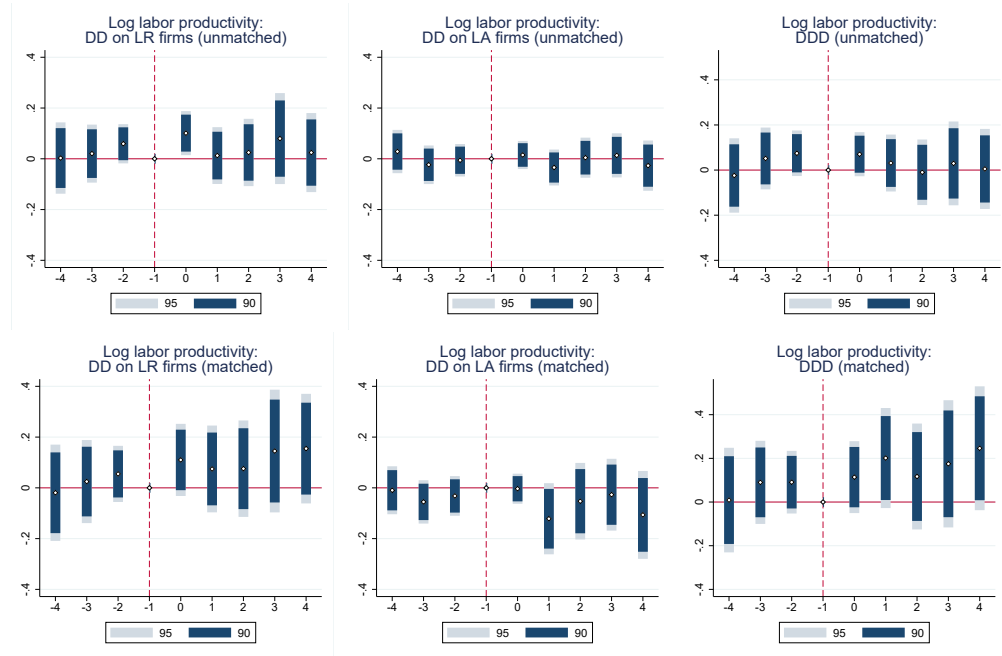 Log labor productivity:
DD on LR firms (unmatched)
.4
.2
0
-.2
-.4
-4 -3 -2 -1 0 1 2 3 4
95 90
Log labor productivity:
DD on LA firms (unmatched)
.4
.2
0
-.2
-.4
-4 -3 -2 -1 0 1 2 3 4
95 90
Log labor productivity:
DDD (unmatched)
.4
.2
0
-.2
-.4
-4 -3 -2 -1 0 1 2 3 4
95 90
Log labor productivity:
DD on LR firms (matched)
.4
.2
0
-.2
-.4
-4 -3 -2 -1 0 1 2 3 4
95 90
Log labor productivity:
DD on LA firms (matched)
.4
.2
0
-.2
-.4
-4 -3 -2 -1 0 1 2 3 4
95 90
Log labor productivity:
DDD (matched)
.4
.2
0
-.2
-.4
-4 -3 -2 -1 0 1 2 3 4
95 90